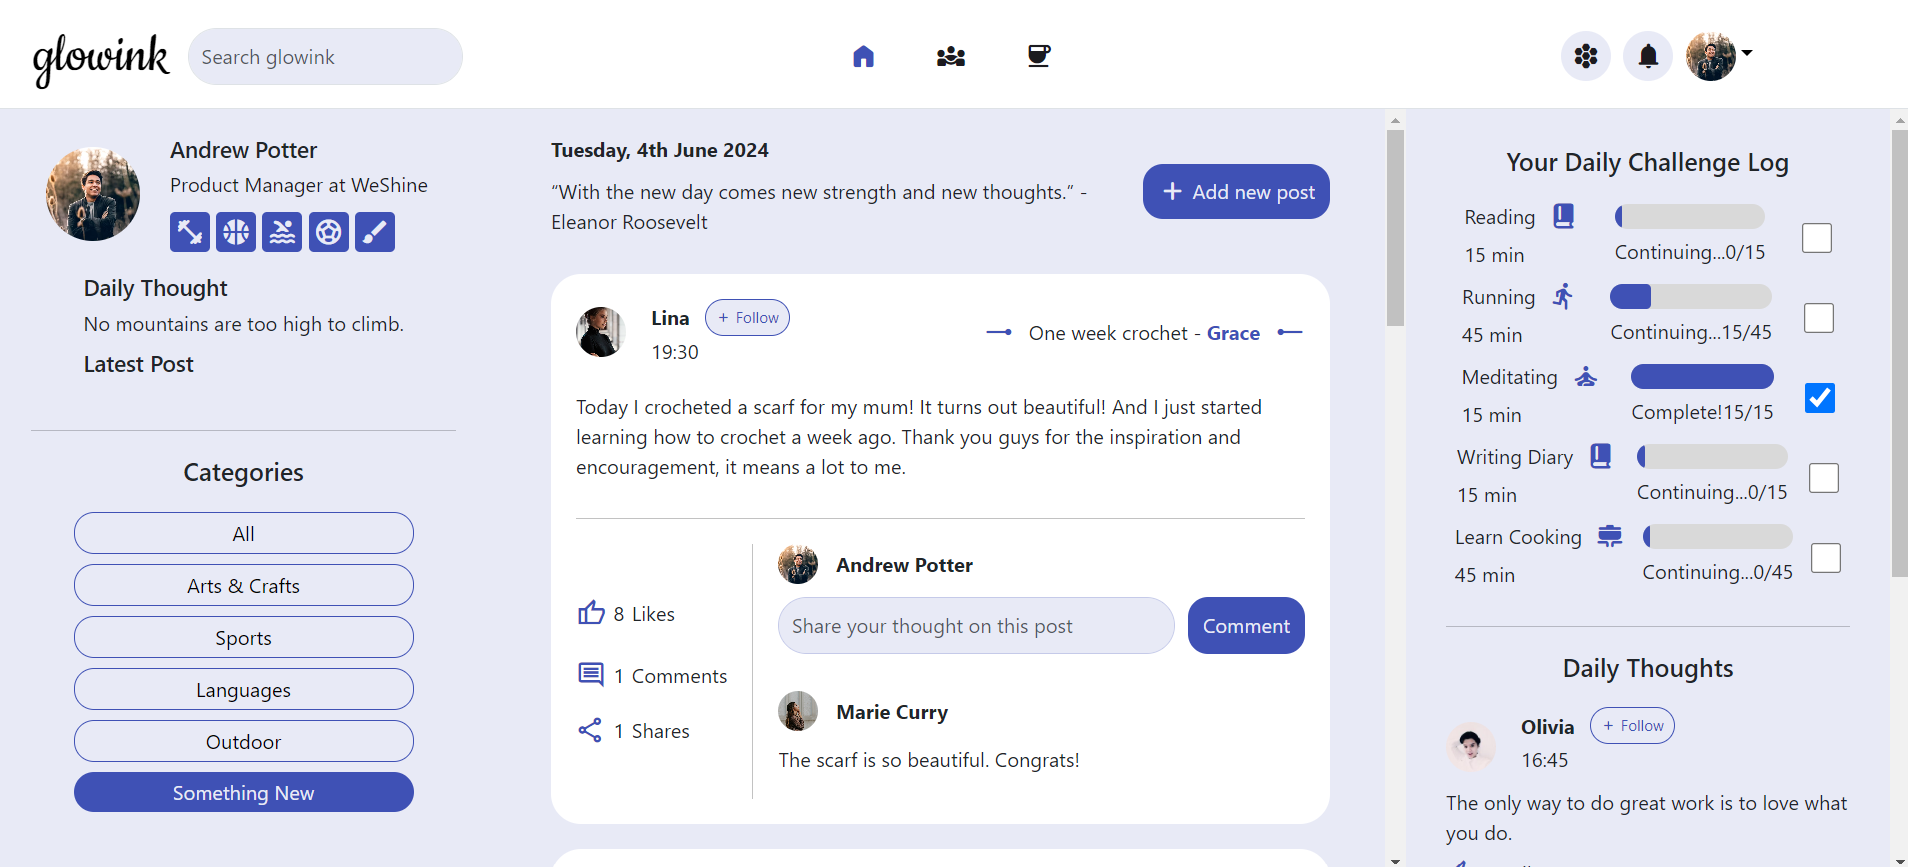 glowink
Search glowink
Andrew Potter
Product Manager at WeShine
Daily Thought
No mountains are too high to climb.
Latest Post
Categories
All
Arts & Crafts
Sports
Languages
Outdoor
Something New
Tuesday, 4th June 2024
“With the new day comes new strength and new thoughts.” -
Eleanor Roosevelt
+ Add new post
Lina
+ Follow
19:30
One week crochet - Grace
Today I crocheted a scarf for my mum! It turns out beautiful! And I just started
learning how to crochet a week ago. Thank you guys for the inspiration and
encouragement, it means a lot to me.
8 Likes
1 Comments
1 Shares
Andrew Potter
Share your thought on this post
Comment
Marie Curry
The scarf is so beautiful. Congrats!
Your Daily Challenge Log
Reading
15 min
Continuing...0/15
Running
45 min
Continuing...15/45
Meditating
15 min
Complete!15/15
Writing Diary
15 min
Continuing...0/15
Learn Cooking
45 min
Continuing...0/45
Daily Thoughts
Olivia
+ Follow
16:45
The only way to do great work is to love what
you do.